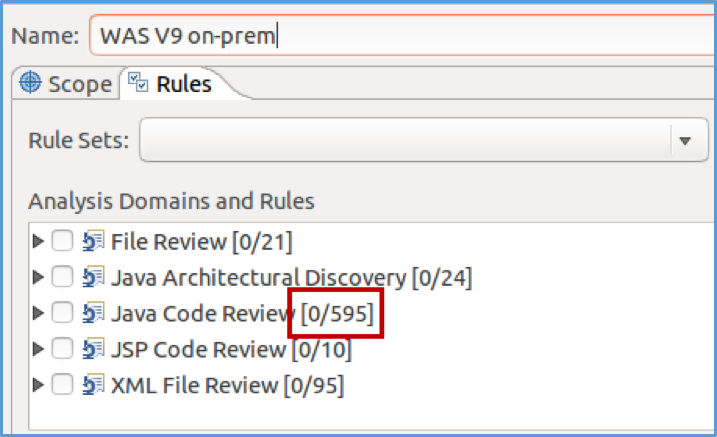 Name: WAS V9 on-prem
Scope Rules
Rule Sets:
Analysis Domains and Rules
File Review [0/21]
Java Architectural Discovery [0/24]
Java Code Review [0/595]
JSP Code Review [0/10]
XML File Review [0/95]